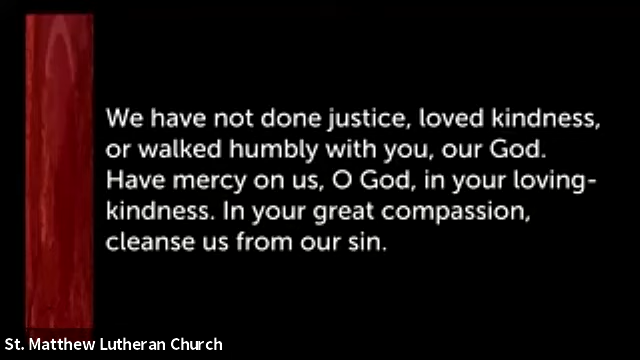 We have not done justice, loved kindness,
or walked humbly with you, our God.
Have mercy on us, O God, in your loving-
kindness. In your great compassion,
cleanse us from our sin.
St. Matthew Lutheran Church